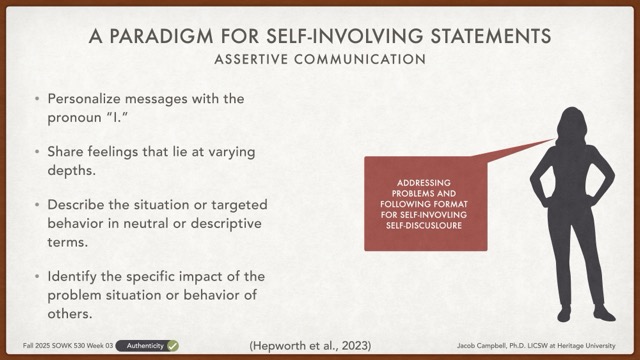 A PARADIGM FOR SELF-INVOLVING STATEMENTS
ASSERTIVE COMMUNICATION
• Personalize messages with the
pronoun “I.”
• Share feelings that lie at varying
depths.
• Describe the situation or targeted
behavior in neutral or descriptive
terms.
• Identify the specific impact of the
problem situation or behavior of
others.
ADDRESSING
PROBLEMS AND
FOLLOWING FORMAT
FOR SELF-INVOVLING
SELF-DISCUSLOURE
Fall 2025 SOWK 530 Week 03 Authenticity
(Hepworth et al., 2023)
Jacob Campbell, Ph.D. LICSW at Heritage University